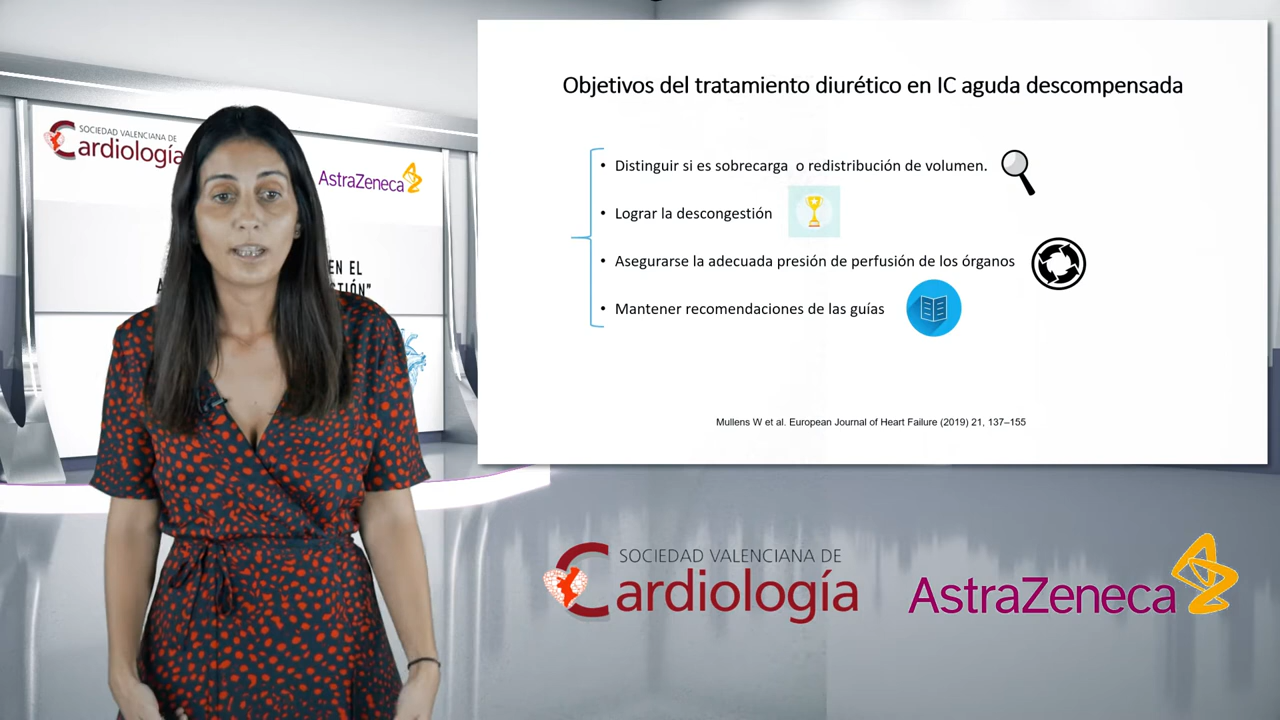 Objetivos del tratamiento diurético en IC aguda descompensada
• Distinguir si es sobrecarga o redistribución de volumen.
• Lograr la descongestión
• Asegurarse la adecuada presión de perfusión de los órganos
• Mantener recomendaciones de las guías
Mullens W et al. European Journal of Heart Failure (2019) 21, 137–155
SOCIEDAD VALENCIANA DE
Cardiología
AstraZeneca
EN EL
SOCIEDAD VALENCIANA DE
Cardiología
AstraZeneca